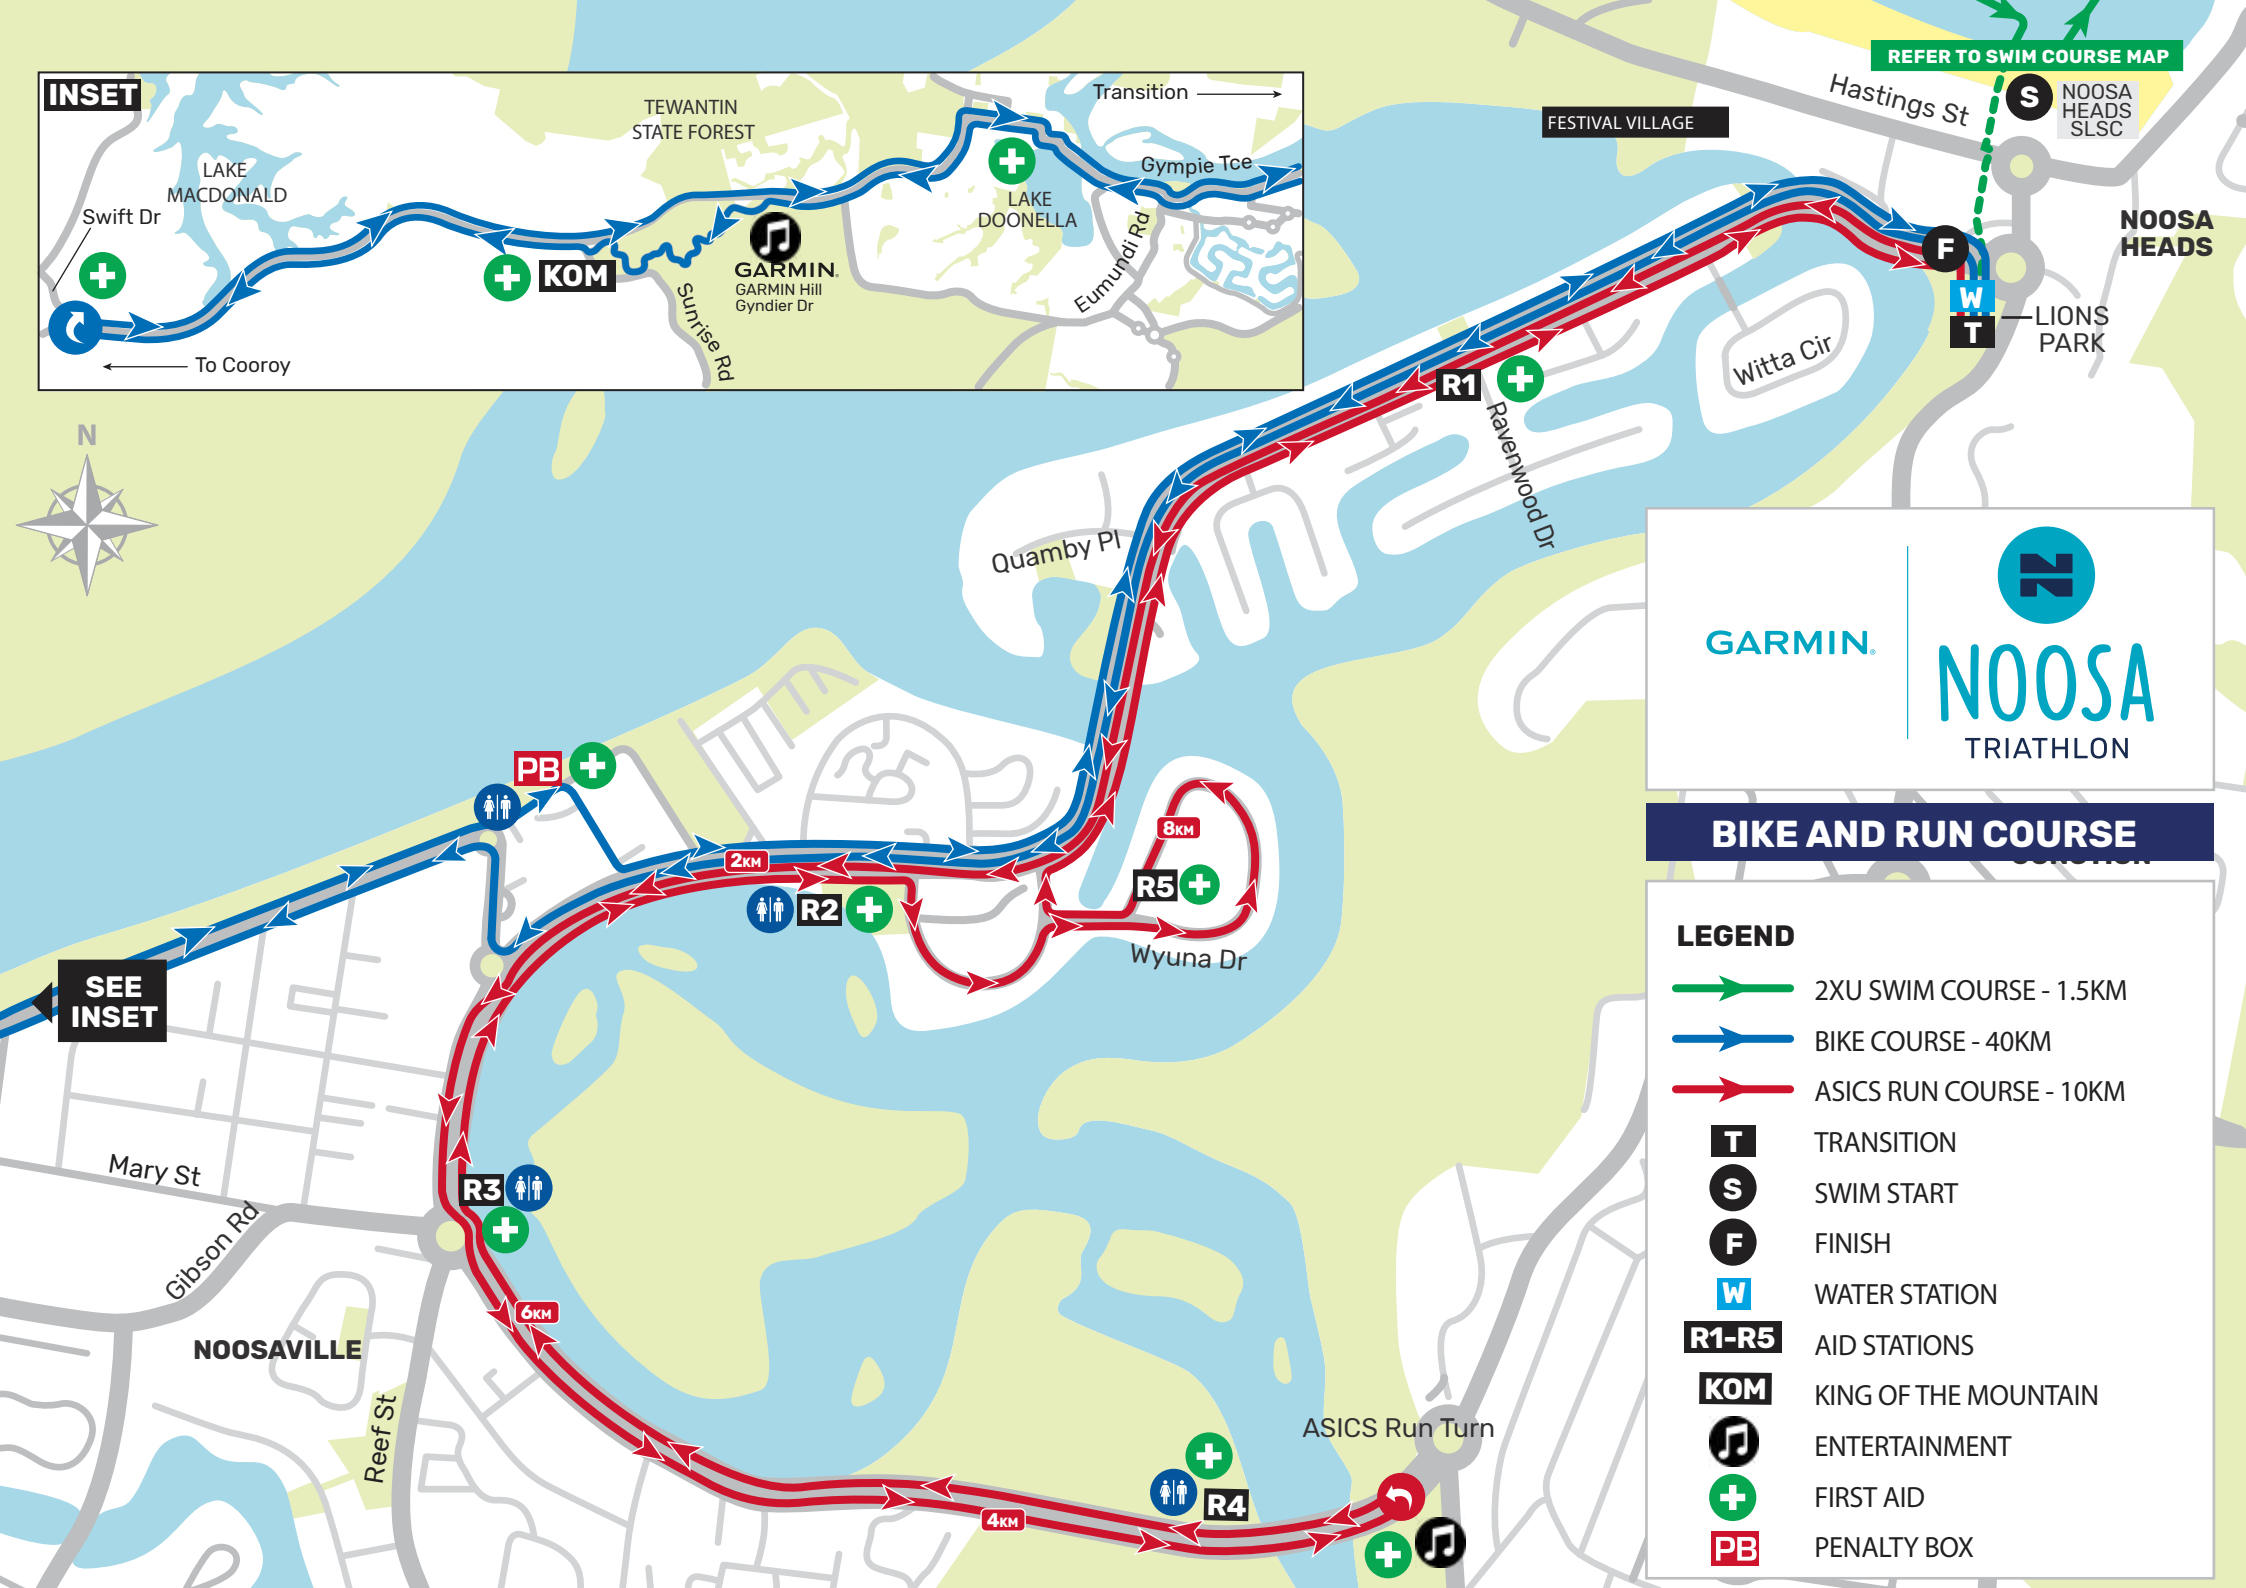 REFER TO SWIM COURSE MAP
S
NOOSA
HEADS
SLSC
Hastings St
FESTIVAL VILLAGE
NOOSA
HEADS
F
W
T
LIONS
PARK
Witta Cir
INSET
TEWANTIN
STATE FOREST
Transition
LAKE
MACDONALD
Swift Dr
Gympie Tce
LAKE
DOONELLA
Eumundi Rd
KOM
GARMIN.
GARMIN Hill
Gyndier Dr
Sunrise Rd
To Cooroy
N
R1
Ravenwood Dr
Quamby Pl
PB
2KM
R2
8KM
R5
Wyuna Dr
SEE
INSET
Mary St
Gibson Rd
R3
6KM
NOOSAVILLE
Reef St
ASICS Run Turn
R4
4KM
GARMIN.
N
NOOSA
TRIATHLON
BIKE AND RUN COURSE
LEGEND
2XU SWIM COURSE - 1.5KM
BIKE COURSE - 40KM
ASICS RUN COURSE - 10KM
T TRANSITION
S SWIM START
F FINISH
W WATER STATION
R1-R5 AID STATIONS
KOM KING OF THE MOUNTAIN
ENTERTAINMENT
FIRST AID
PB PENALTY BOX